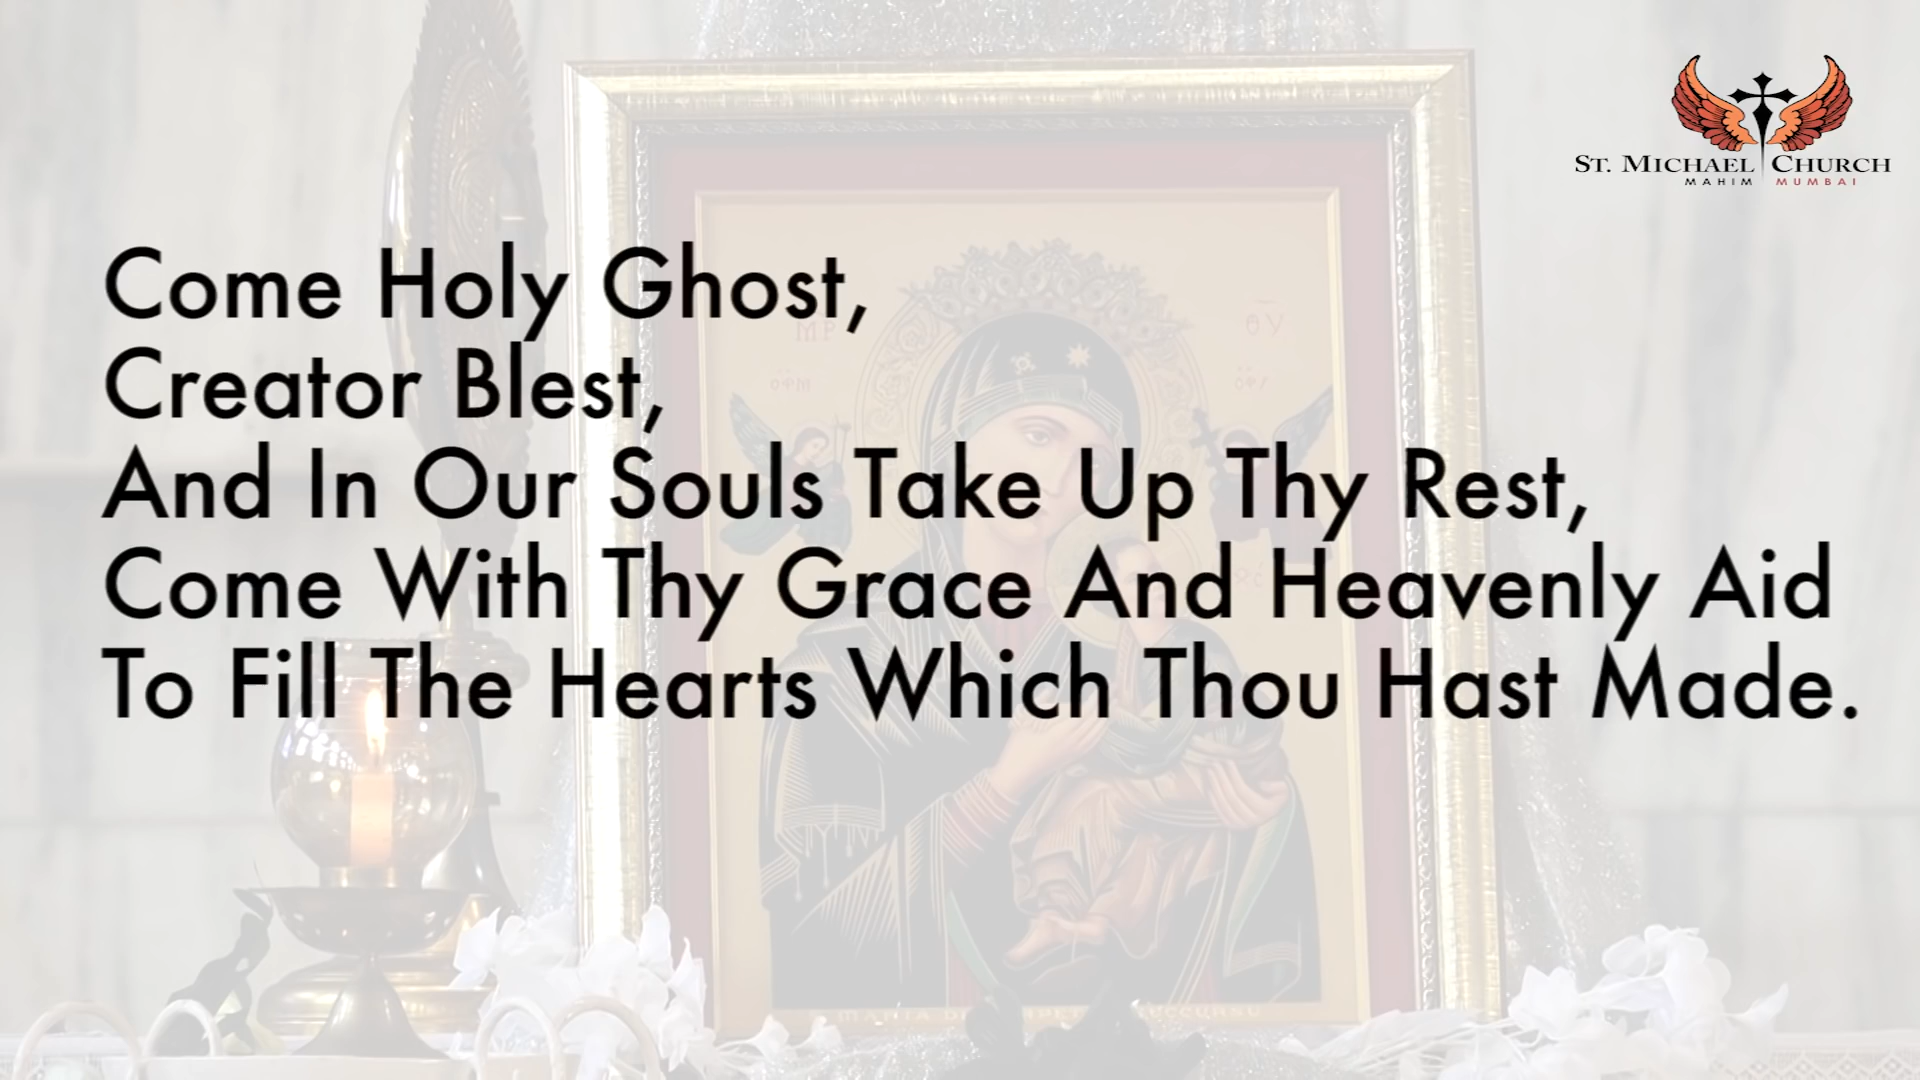 St. Michael Church
MAHIM MUMBAI
Come Holy Ghost,
Creator Blest,
And In Our Souls Take Up Thy Rest,
Come With Thy Grace And Heavenly Aid
To Fill The Hearts Which Thou Hast Made.